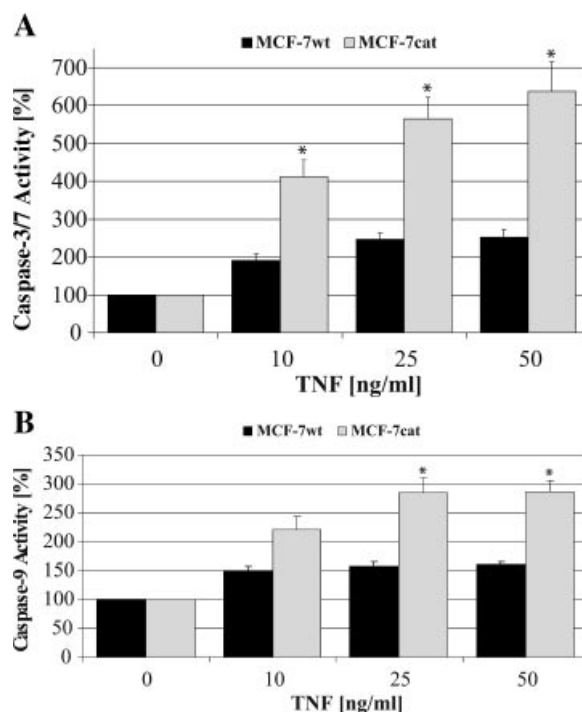 A
MCF-7wt MCF-7cat
Caspase-3/7 Activity [%]
700
600
500
400
300
200
100
0
* * *
0 10 25 50
TNF [ng/ml]
B
MCF-7wt MCF-7cat
Caspase-9 Activity [%]
350
300
250
200
150
100
50
0
* *
0 10 25 50
TNF [ng/ml]